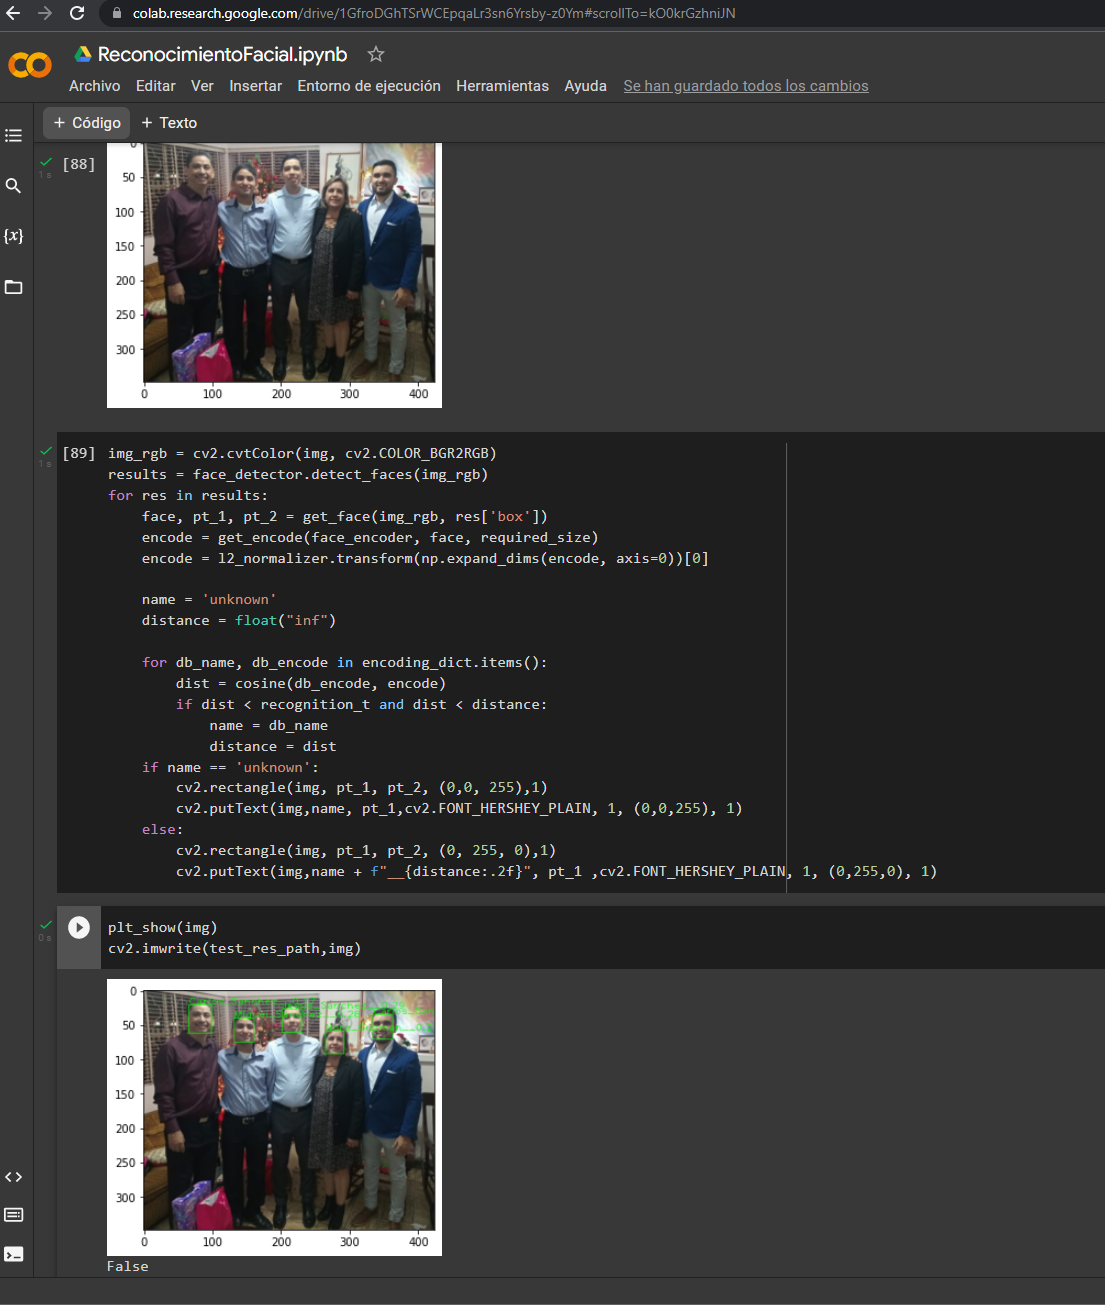 colab.research.google.com/drive/1GfroDGhTSrWCEpqaLr3sn6Yrsby-z0Ym#scrollTo=kO0krGzhniJN
CO ReconocimientoFacial.ipynb
Archivo Editar Ver Insertar Entorno de ejecución Herramientas Ayuda Se han guardado todos los cambios
+ Código + Texto
[88]
1 s
0
50
100
150
200
250
300
0 100 200 300 400
{x}
[89] img_rgb = cv2.cvtColor(img, cv2.COLOR_BGR2RGB)
1 s
results = face_detector.detect_faces(img_rgb)
for res in results:
    face, pt_1, pt_2 = get_face(img_rgb, res['box'])
    encode = get_encode(face_encoder, face, required_size)
    encode = l2_normalizer.transform(np.expand_dims(encode, axis=0))[0]
    name = 'unknown'
    distance = float("inf")
    for db_name, db_encode in encoding_dict.items():
        dist = cosine(db_encode, encode)
        if dist < recognition_t and dist < distance:
            name = db_name
            distance = dist
    if name == 'unknown':
        cv2.rectangle(img, pt_1, pt_2, (0,0, 255),1)
        cv2.putText(img,name, pt_1,cv2.FONT_HERSHEY_PLAIN, 1, (0,0,255), 1)
    else:
        cv2.rectangle(img, pt_1, pt_2, (0, 255, 0),1)
        cv2.putText(img,name + f"__{distance:.2f}", pt_1 ,cv2.FONT_HERSHEY_PLAIN, 1, (0,255,0), 1)
0 s
plt_show(img)
cv2.imwrite(test_res_path,img)
0
50
100
150
200
250
300
0 100 200 300 400
False